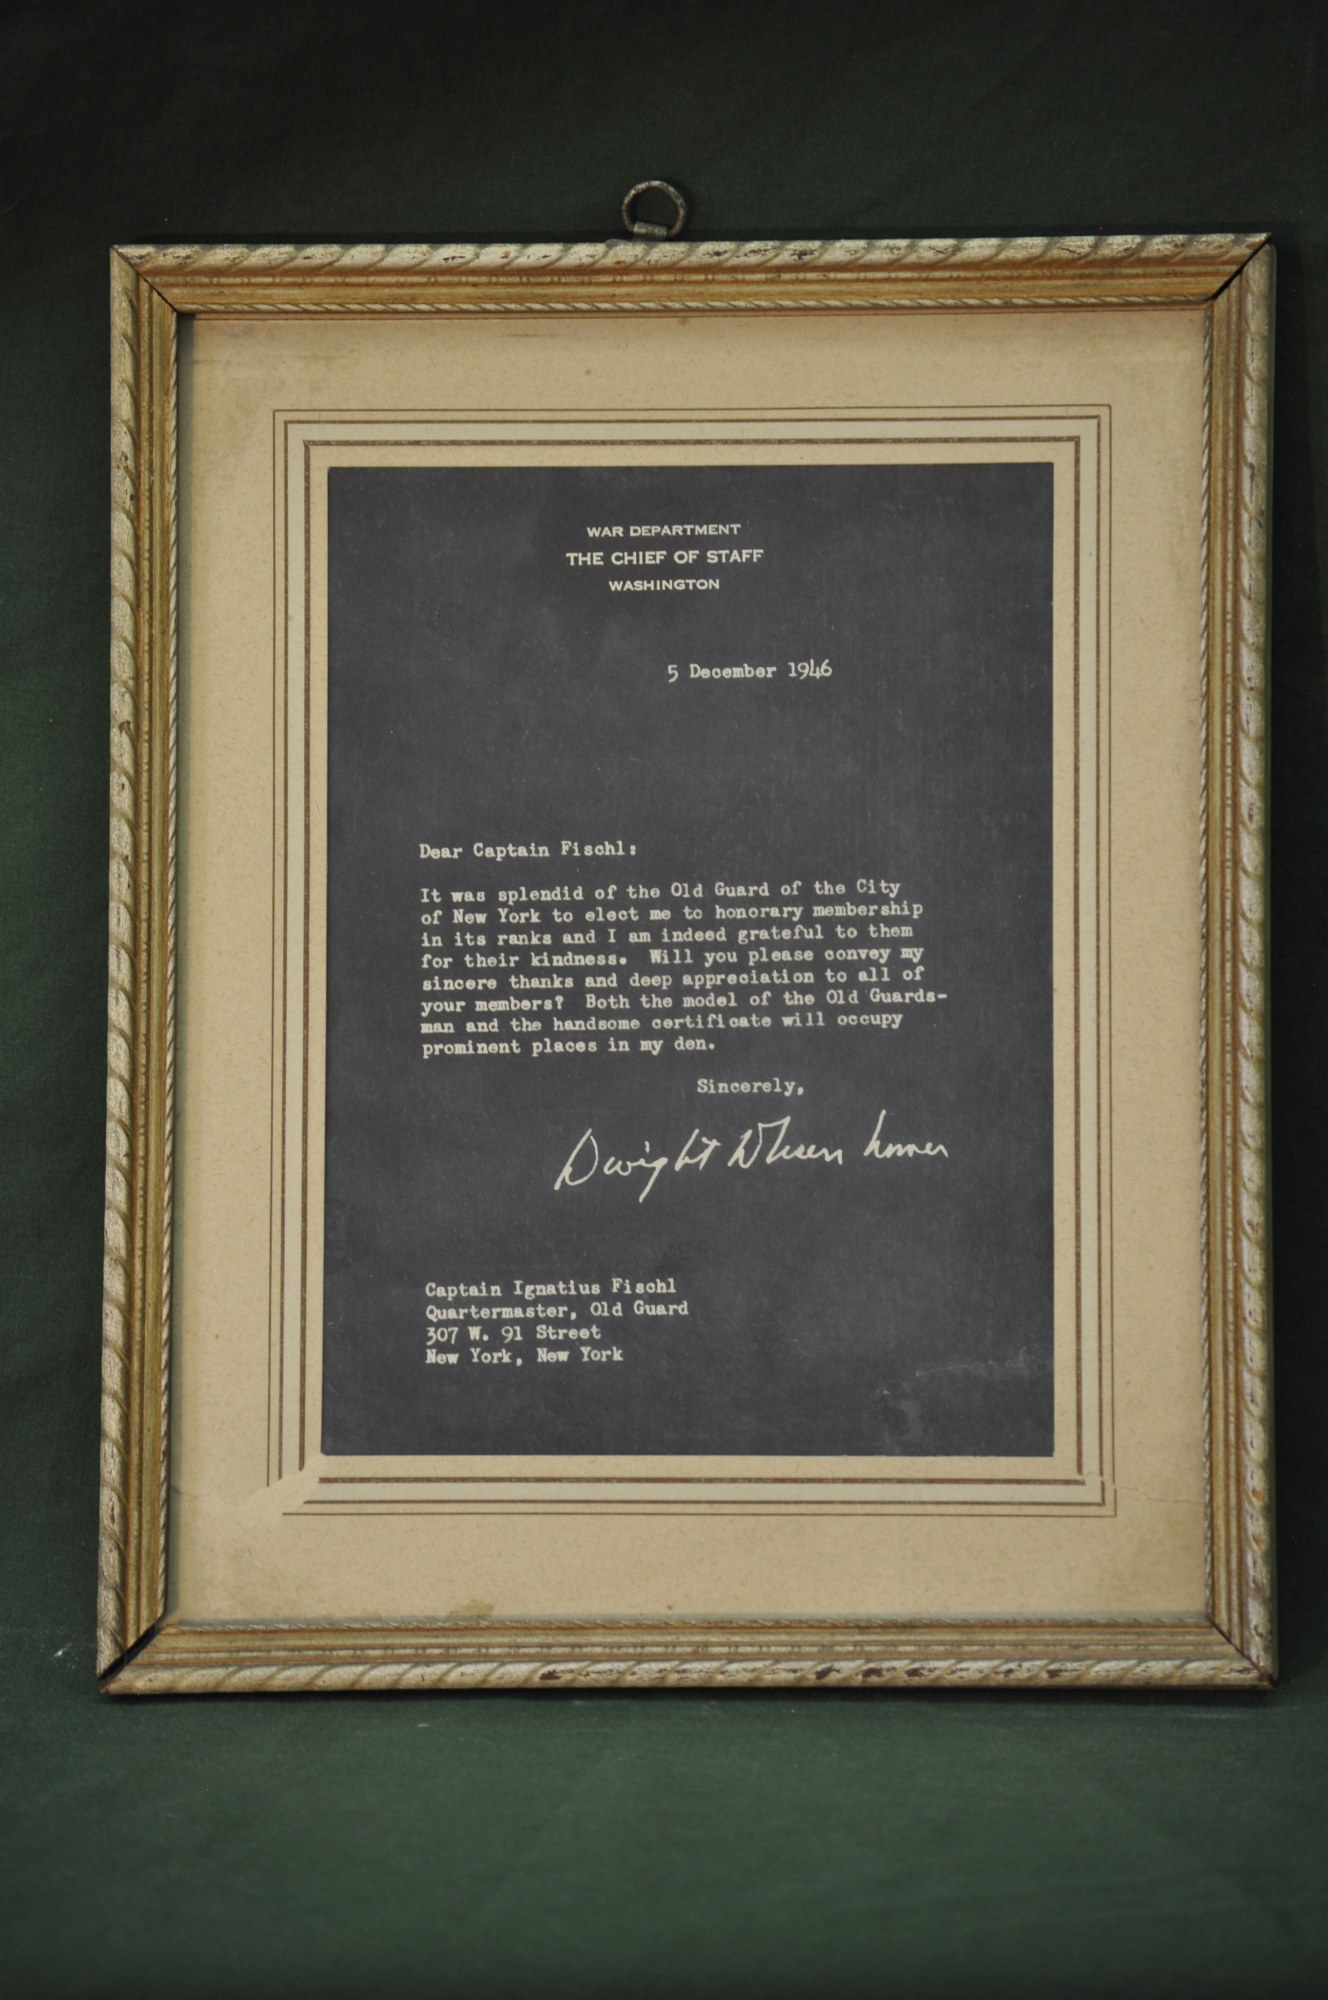 WAR DEPARTMENT
THE CHIEF OF STAFF
WASHINGTON
5 December 1946
Dear Captain Fischl:
It was splendid of the Old Guard of the City
of New York to elect me to honorary membership
in its ranks and I am indeed grateful to them
for their kindness. Will you please convey my
sincere thanks and deep appreciation to all of
your members? Both the model of the Old Guards-
man and the handsome certificate will occupy
prominent places in my den.
Sincerely,
Dwight D Eisenhower
Captain Ignatius Fischl
Quartermaster, Old Guard
307 W. 91 Street
New York, New York